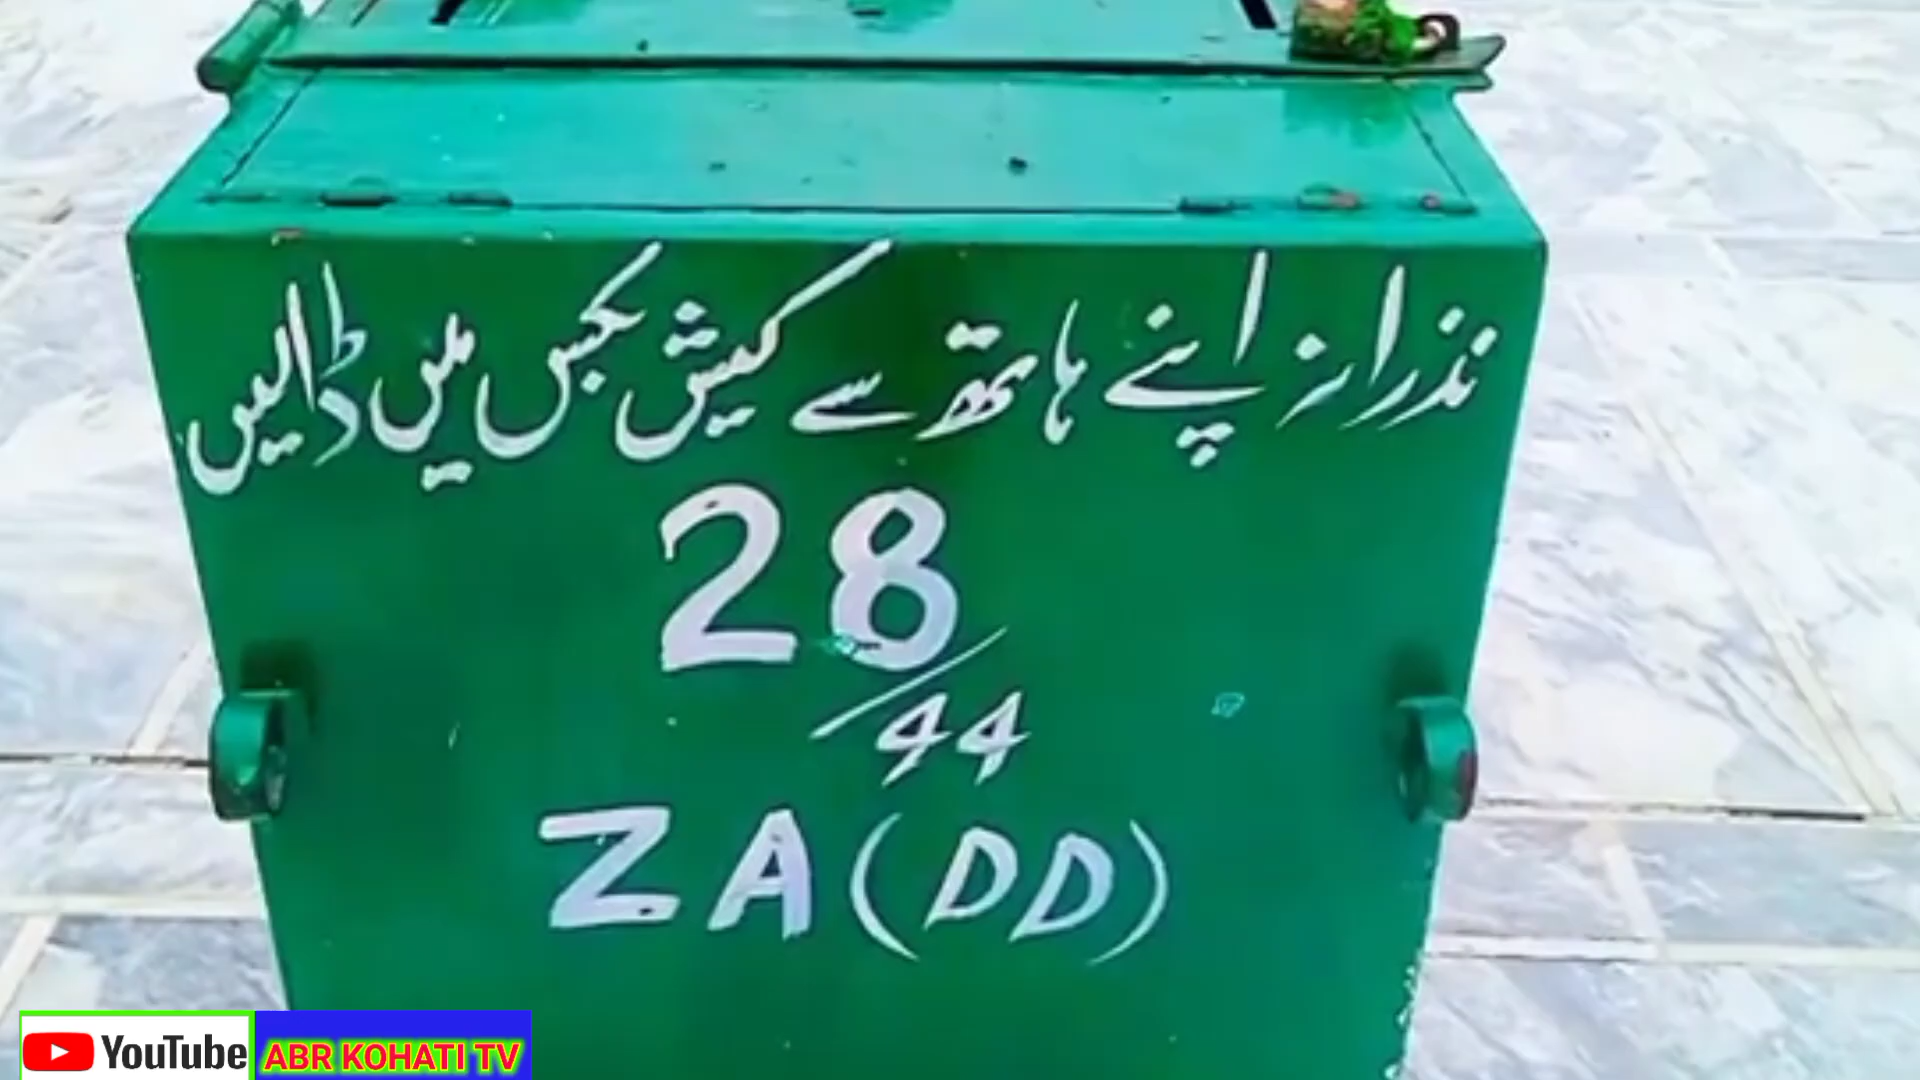 نذرانہ اپنے ہاتھ سے کیش بکس میں ڈالیں
28/44
ZA(DD)
YouTube ABR KOHATI TV